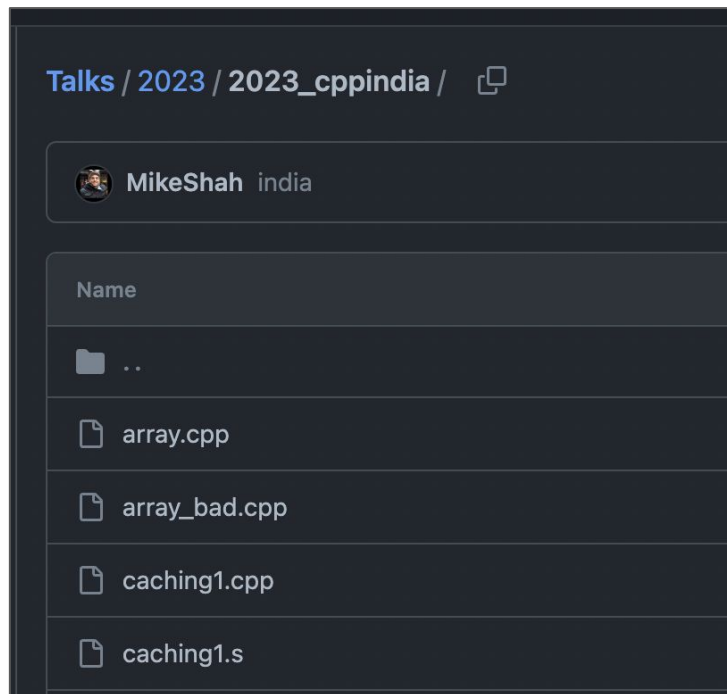 Talks / 2023 / 2023_cppindia /
MikeShah india
Name
..
array.cpp
array_bad.cpp
caching1.cpp
caching1.s